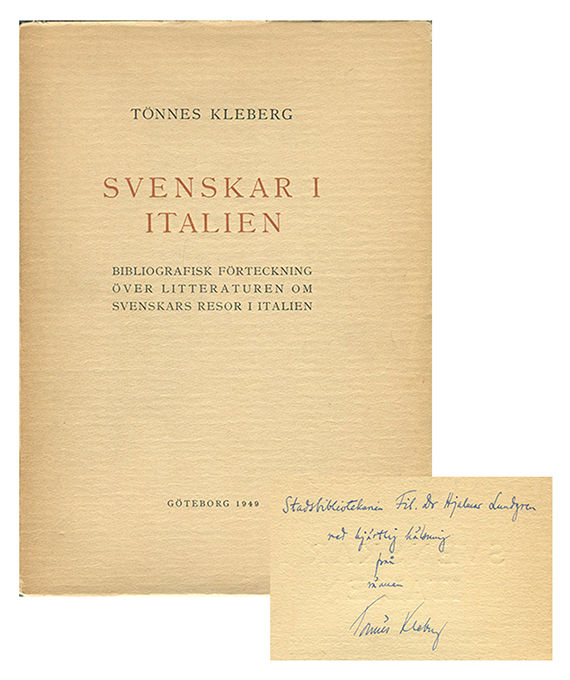 TÖNNES KLEBERG
SVENSKAR I
ITALIEN
BIBLIOGRAFISK FÖRTECKNING
ÖVER LITTERATUREN OM
SVENSKARS RESOR I ITALIEN
GÖTEBORG 1949
Stadsbibliotekarien Fil. Dr Hjalmar Lundgren
med hjärtlig hälsning
från
vännen
Tönnes Kleberg